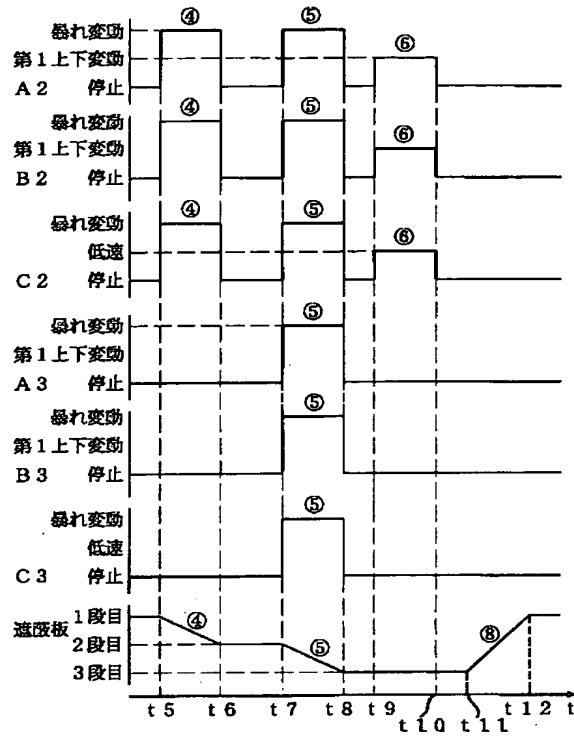 ④ ⑤
暴れ変動
第1上下変動 ⑥
A2 停止
⑤
暴れ変動
第1上下変動 ⑥
B2 停止
④ ⑤
暴れ変動
低速 ⑥
C2 停止
暴れ変動
第1上下変動 ⑤
A3 停止
暴れ変動 ⑤
第1上下変動
B3 停止
⑤
暴れ変動
低速
C3 停止
遮蔽板
1段目 ④
2段目 ⑤ ⑧
3段目
t5 t6 t7 t8 t9 t10 t11 t12 t